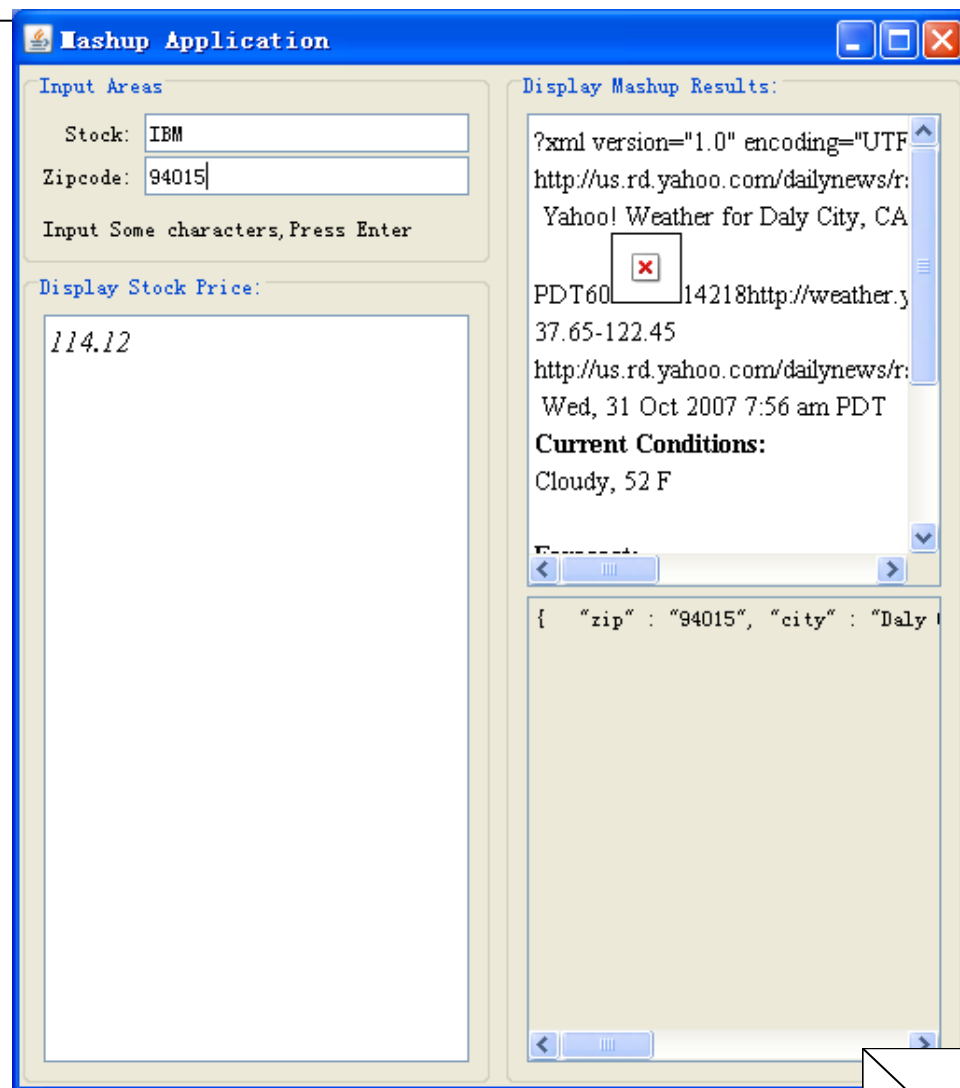 Mashup Application
Input Areas
Stock: IBM
Zipcode: 94015
Input Some characters,Press Enter
Display Stock Price:
114.12
Display Mashup Results:
?xml version="1.0" encoding="UTF
http://us.rd.yahoo.com/dailynews/r
Yahoo! Weather for Daly City, CA
PDT60 14218http://weather.y
37.65-122.45
http://us.rd.yahoo.com/dailynews/r
Wed, 31 Oct 2007 7:56 am PDT
Current Conditions:
Cloudy, 52 F
{ "zip" : "94015", "city" : "Daly